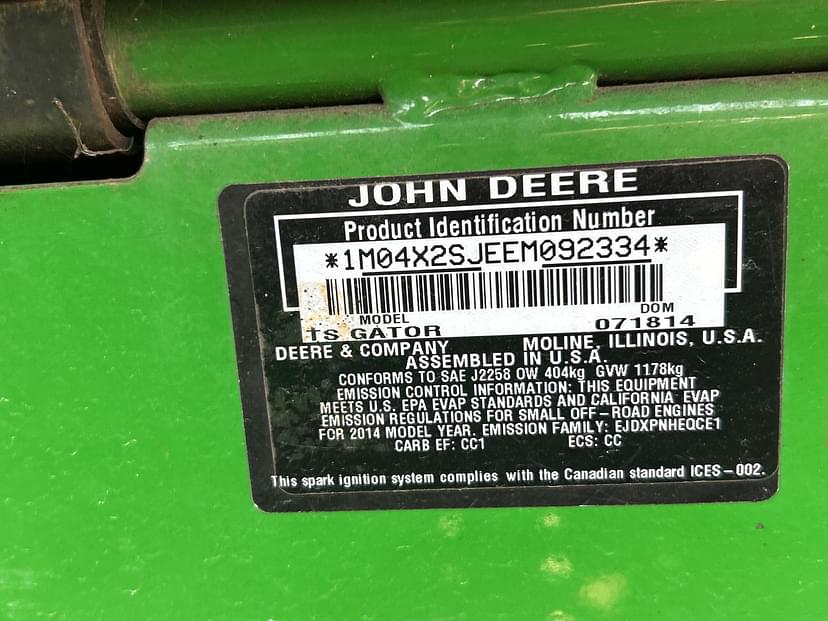 JOHN DEERE
Product Identification Number
*1M04X2SJEEM092334*
MODEL DOM
TS GATOR 071814
DEERE & COMPANY MOLINE, ILLINOIS, U.S.A.
ASSEMBLED IN U.S.A.
CONFORMS TO SAE J2258 OW 404kg GVW 1178kg
EMISSION CONTROL INFORMATION: THIS EQUIPMENT
MEETS U.S. EPA EVAP STANDARDS AND CALIFORNIA EVAP
EMISSION REGULATIONS FOR SMALL OFF-ROAD ENGINES
FOR 2014 MODEL YEAR. EMISSION FAMILY: EJDXPNHEQCE1
CARB EF: CC1 ECS: CC
This spark ignition system complies with the Canadian standard ICES-002.